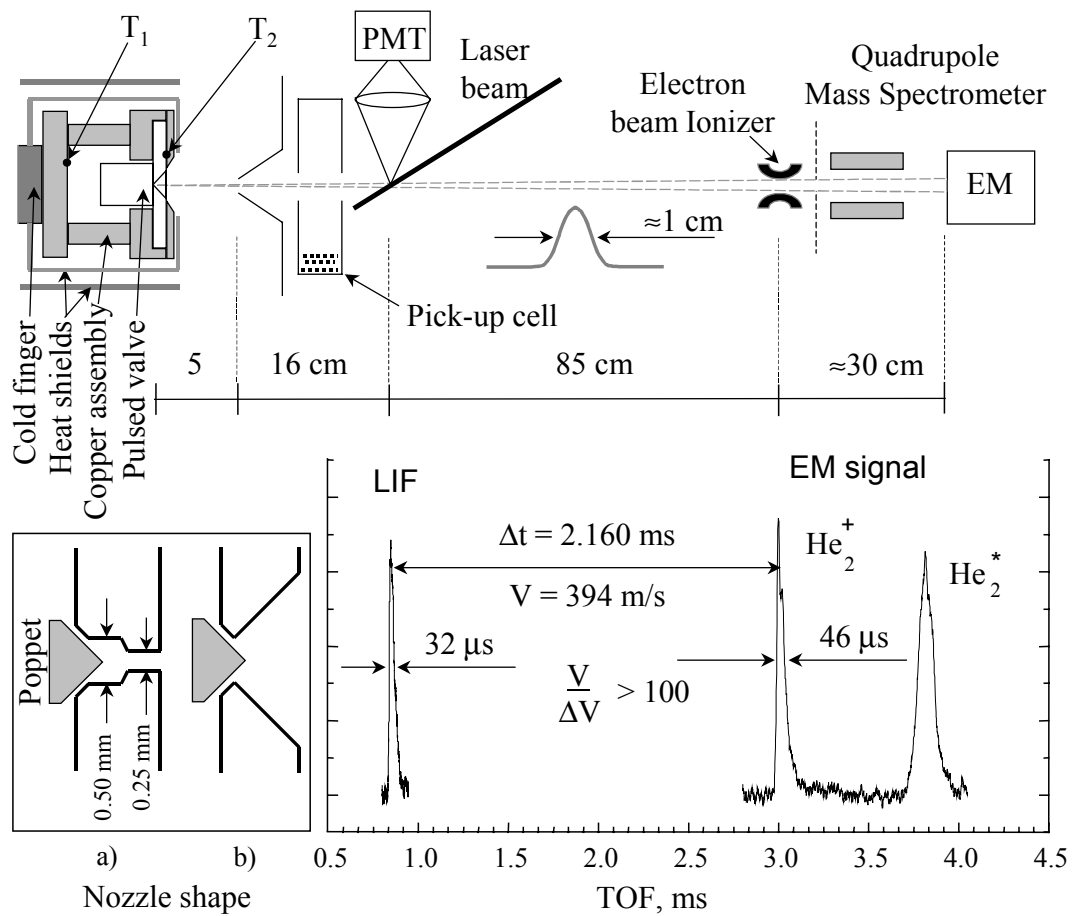 T1
T2
PMT
Laser
beam
Electron
beam Ionizer
Quadrupole
Mass Spectrometer
EM
≈1 cm
Pick-up cell
Cold finger
Heat shields
Copper assembly
Pulsed valve
5
16 cm
85 cm
≈30 cm
LIF
EM signal
Δt = 2.160 ms
V = 394 m/s
He2+
He2*
32 µs
46 µs
V
ΔV
> 100
Poppet
0.50 mm
0.25 mm
a)
b)
Nozzle shape
0.5
1.0
1.5
2.0
2.5
3.0
3.5
4.0
4.5
TOF, ms